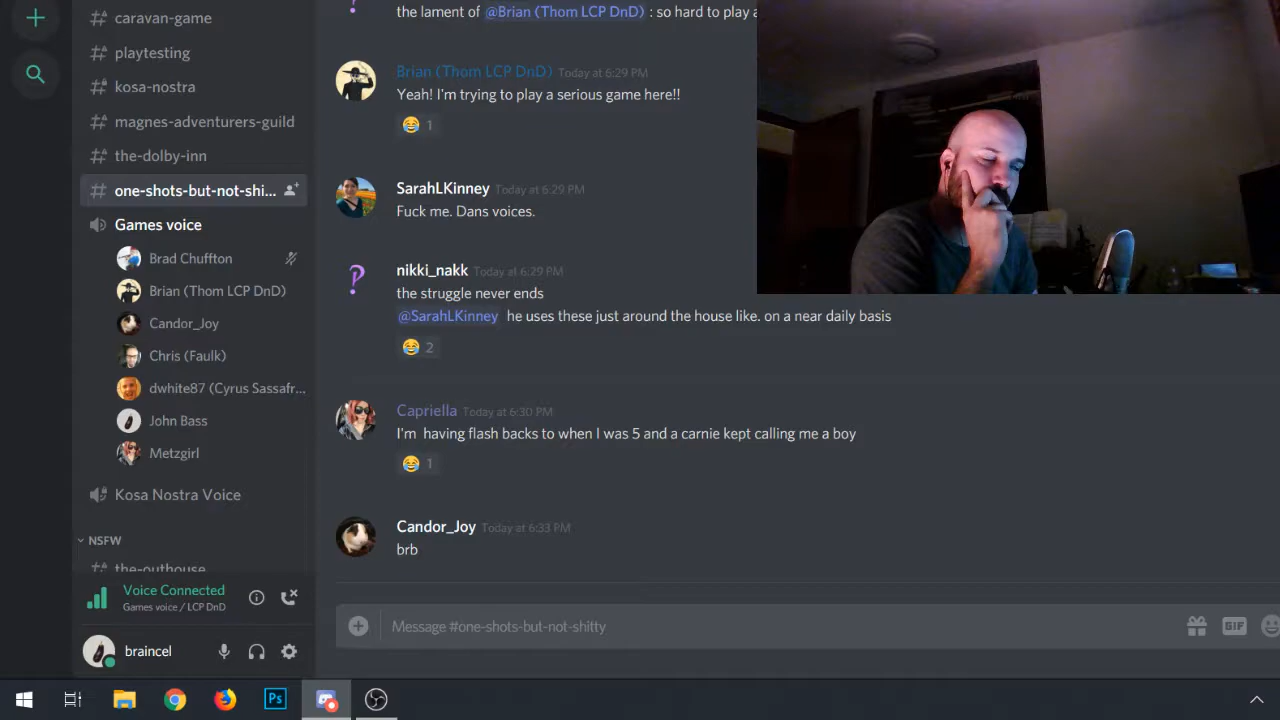 caravan-game
playtesting
kosa-nostra
magnes-adventurers-guild
the-dolby-inn
one-shots-but-not-shi...
Games voice
Brad Chuffton
Brian (Thom LCP DnD)
Candor_Joy
Chris (Faulk)
dwhite87 (Cyrus Sassafr...
John Bass
Metzgirl
Kosa Nostra Voice
NSFW
the-outhouse
Voice Connected
Games voice / LCP DnD
braincel
the lament of @Brian (Thom LCP DnD) : so hard to play a
Brian (Thom LCP DnD) Today at 6:29 PM
Yeah! I'm trying to play a serious game here!!
1
SarahLKinney Today at 6:29 PM
Fuck me. Dans voices.
nikki_nakk Today at 6:29 PM
the struggle never ends
@SarahLKinney he uses these just around the house like. on a near daily basis
2
Capriella Today at 6:30 PM
I'm having flash backs to when I was 5 and a carnie kept calling me a boy
1
Candor_Joy Today at 6:33 PM
brb
Message #one-shots-but-not-shitty
GIF
Ps